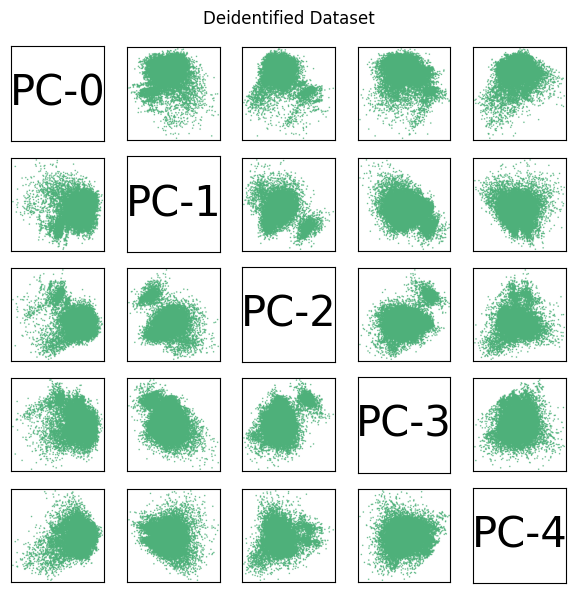 Deidentified Dataset
PC-0
PC-1
PC-2
PC-3
PC-4